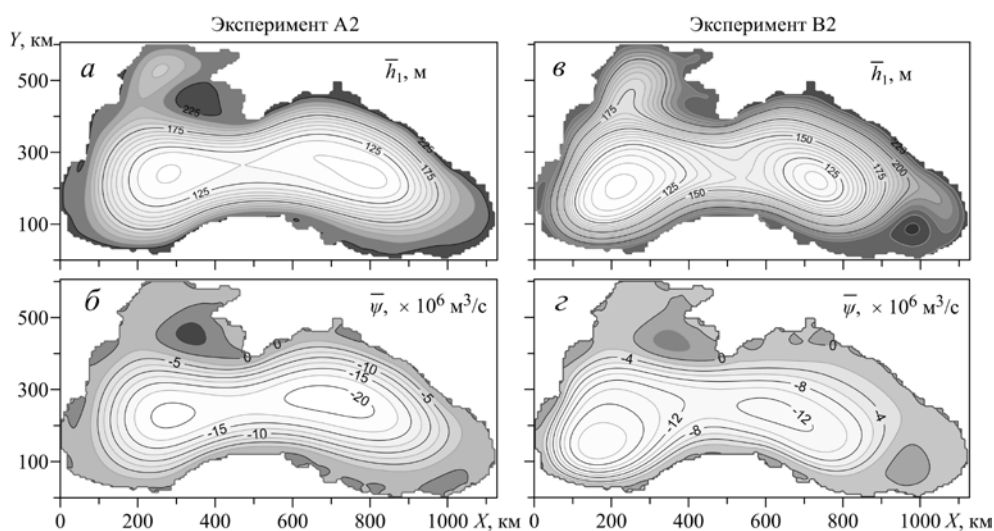 Эксперимент А2
Эксперимент В2
Y, км
500
300
100
а
h̅₁, м
225
175
125
125
175
125
в
h̅₁, м
175
150
225
200
175
125
125
150
500
300
100
б
ψ̅, × 10⁶ м³/с
0
0
-5
-10
-15
-5
-20
-15
-10
г
ψ̅, × 10⁶ м³/с
0
0
-4
-8
-12
-4
-12
-8
0 200 400 600 800 1000 X, км
0 200 400 600 800 1000 X, км